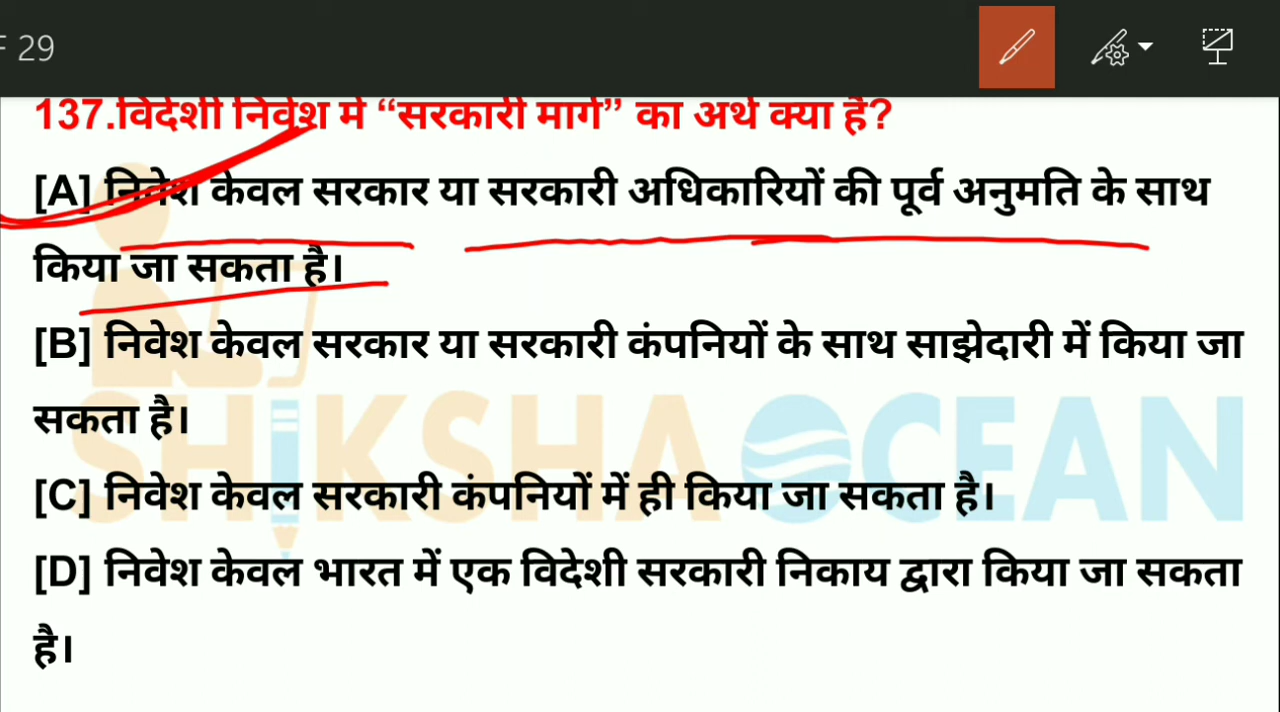 F 29
137.विदेशी निवेश में “सरकारी मार्ग” का अर्थ क्या है?
[A] निवेश केवल सरकार या सरकारी अधिकारियों की पूर्व अनुमति के साथ
किया जा सकता है।
[B] निवेश केवल सरकार या सरकारी कंपनियों के साथ साझेदारी में किया जा
सकता है।
SHIKSHA OCEAN
[C] निवेश केवल सरकारी कंपनियों में ही किया जा सकता है।
[D] निवेश केवल भारत में एक विदेशी सरकारी निकाय द्वारा किया जा सकता
है।